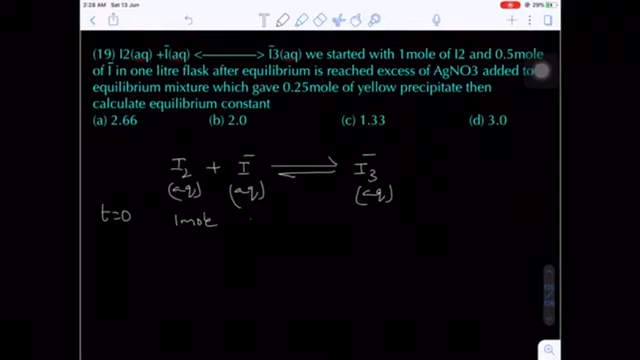 2:28 AM Sat 13 Jun
29%
(19) I2(aq) +I̅(aq) <————> I̅3(aq) we started with 1mole of I2 and 0.5mole
of I̅ in one litre flask after equilibrium is reached excess of AgNO3 added to
equilibrium mixture which gave 0.25mole of yellow precipitate then
calculate equilibrium constant
(a) 2.66 (b) 2.0 (c) 1.33 (d) 3.0
I₂ + I̅ ⇌ I̅₃
(aq) (aq) (aq)
t=0 1mole